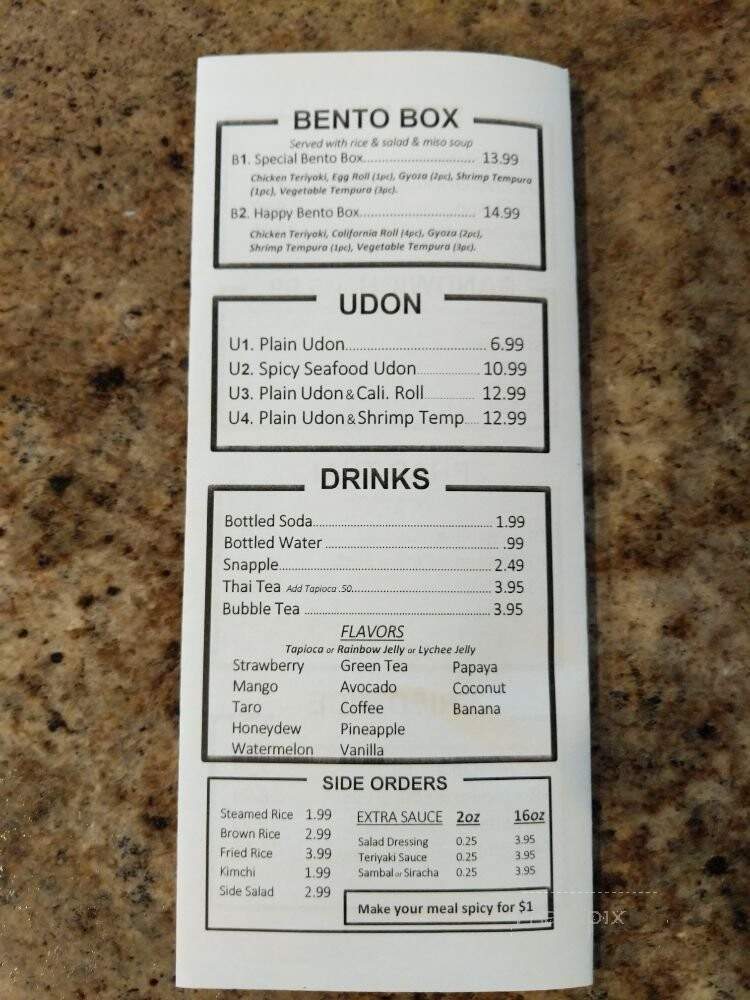 BENTO BOX
Served with rice & salad & miso soup
B1. Special Bento Box............................ 13.99
Chicken Teriyaki, Egg Roll (1pc), Gyoza (2pc), Shrimp Tempura
(1pc), Vegetable Tempura (3pc).
B2. Happy Bento Box............................. 14.99
Chicken Teriyaki, California Roll (4pc), Gyoza (2pc),
Shrimp Tempura (1pc), Vegetable Tempura (3pc).
UDON
U1. Plain Udon.................................. 6.99
U2. Spicy Seafood Udon................ 10.99
U3. Plain Udon & Cali. Roll............... 12.99
U4. Plain Udon & Shrimp Temp..... 12.99
DRINKS
Bottled Soda............................................. 1.99
Bottled Water ........................................... .99
Snapple..................................................... 2.49
Thai Tea Add Tapioca .50................................... 3.95
Bubble Tea .............................................. 3.95
FLAVORS
Tapioca or Rainbow Jelly or Lychee Jelly
Strawberry Green Tea Papaya
Mango Avocado Coconut
Taro Coffee Banana
Honeydew Pineapple
Watermelon Vanilla
SIDE ORDERS
Steamed Rice 1.99 EXTRA SAUCE 2oz 16oz
Brown Rice 2.99 Salad Dressing 0.25 3.95
Fried Rice 3.99 Teriyaki Sauce 0.25 3.95
Kimchi 1.99 Sambal or Siracha 0.25 3.95
Side Salad 2.99
Make your meal spicy for $1